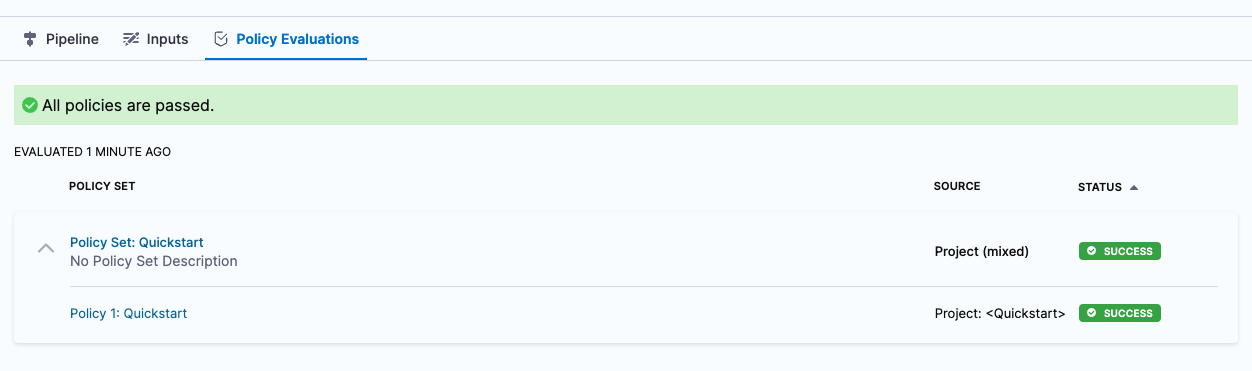 Pipeline Inputs Policy Evaluations
All policies are passed.
EVALUATED 1 MINUTE AGO
POLICY SET SOURCE STATUS
Policy Set: Quickstart Project (mixed) SUCCESS
No Policy Set Description
Policy 1: Quickstart Project: <Quickstart> SUCCESS